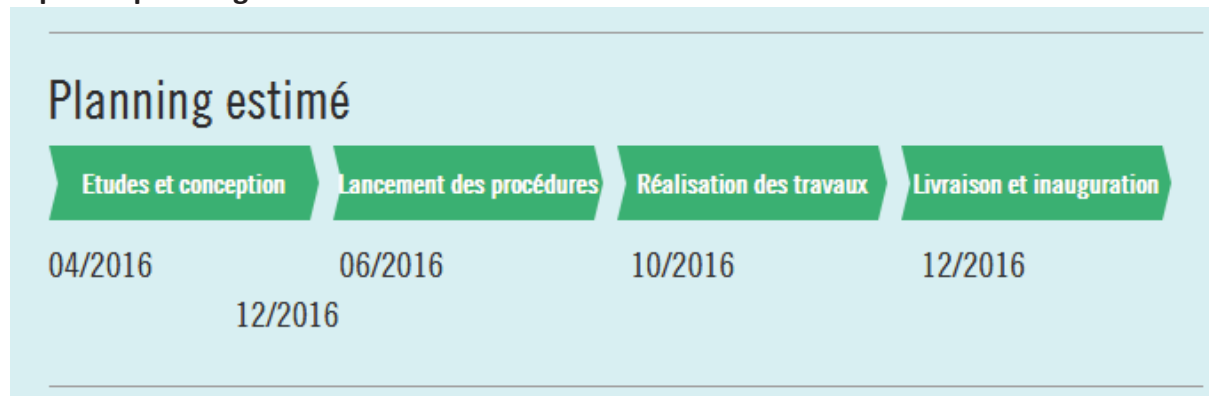 Planning estimé
Etudes et conception Lancement des procédures Réalisation des travaux Livraison et inauguration
04/2016 06/2016 10/2016 12/2016
12/2016